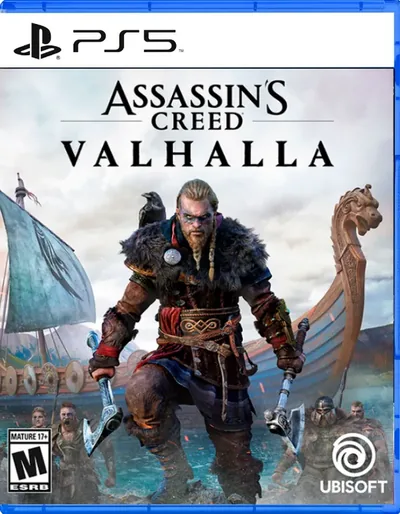 PS5
ASSASSIN'S
CREED
VALHALLA
MATURE 17+
M
ESRB
UBISOFT